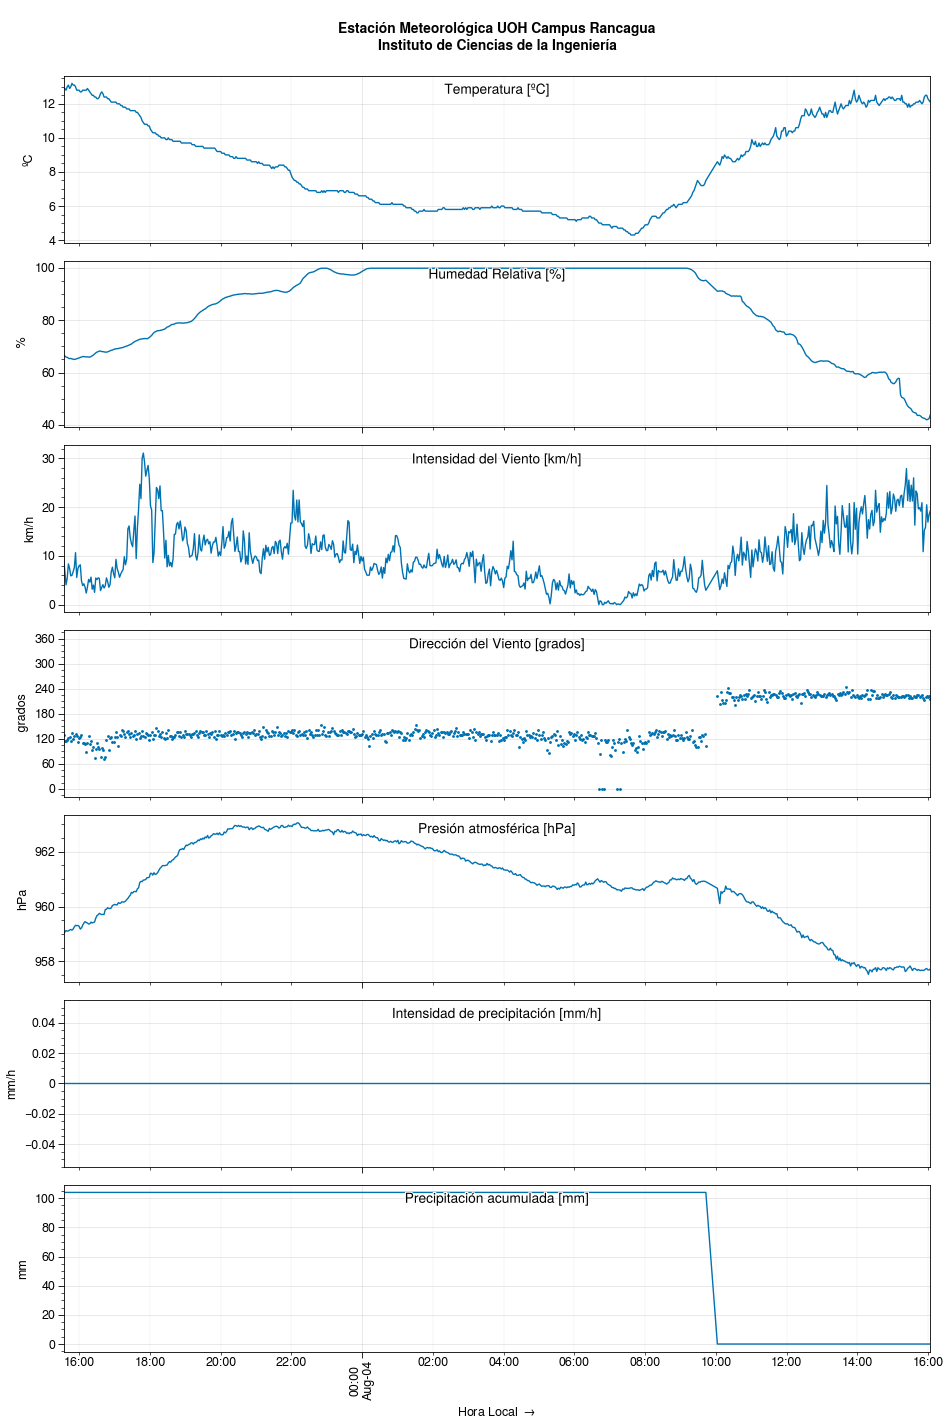 Estación Meteorológica UOH Campus Rancagua
Instituto de Ciencias de la Ingeniería
Temperatura [ºC]
ºC
12
10
8
6
4
Humedad Relativa [%]
%
100
80
60
40
Intensidad del Viento [km/h]
km/h
30
20
10
0
Dirección del Viento [grados]
grados
360
300
240
180
120
60
0
Presión atmosférica [hPa]
hPa
962
960
958
Intensidad de precipitación [mm/h]
mm/h
0.04
0.02
0
−0.02
−0.04
Precipitación acumulada [mm]
mm
100
80
60
40
20
0
16:00 18:00 20:00 22:00 00:00 02:00 04:00 06:00 08:00 10:00 12:00 14:00 16:00
Aug-04
Hora Local →